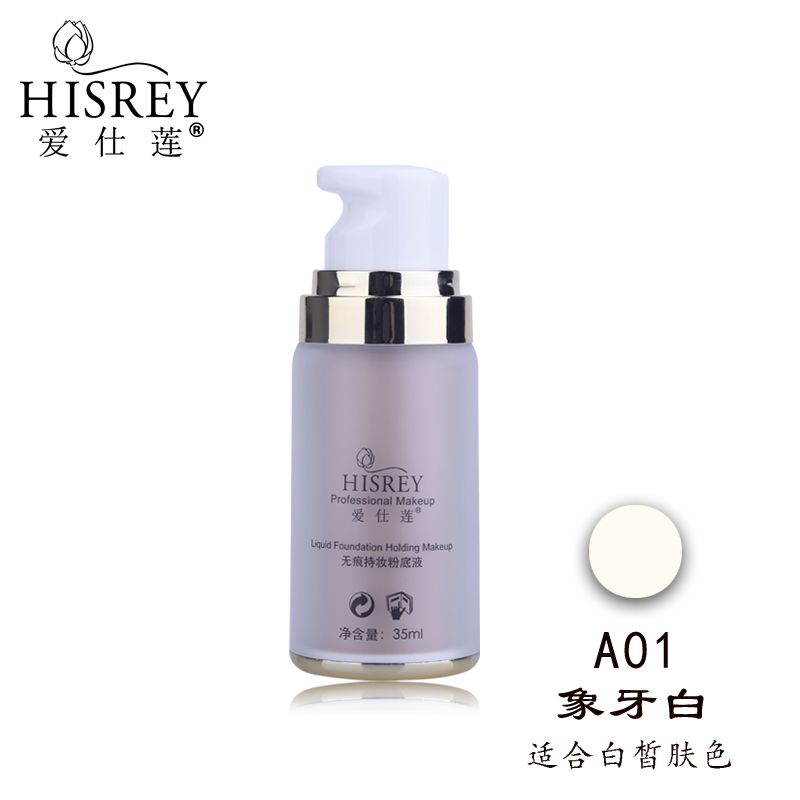 HISREY
爱仕莲®
HISREY
Professional Makeup
爱仕莲®
Liquid Foundation Holding Makeup
无痕持妆粉底液
净含量：35ml
A01
象牙白
适合白皙肤色